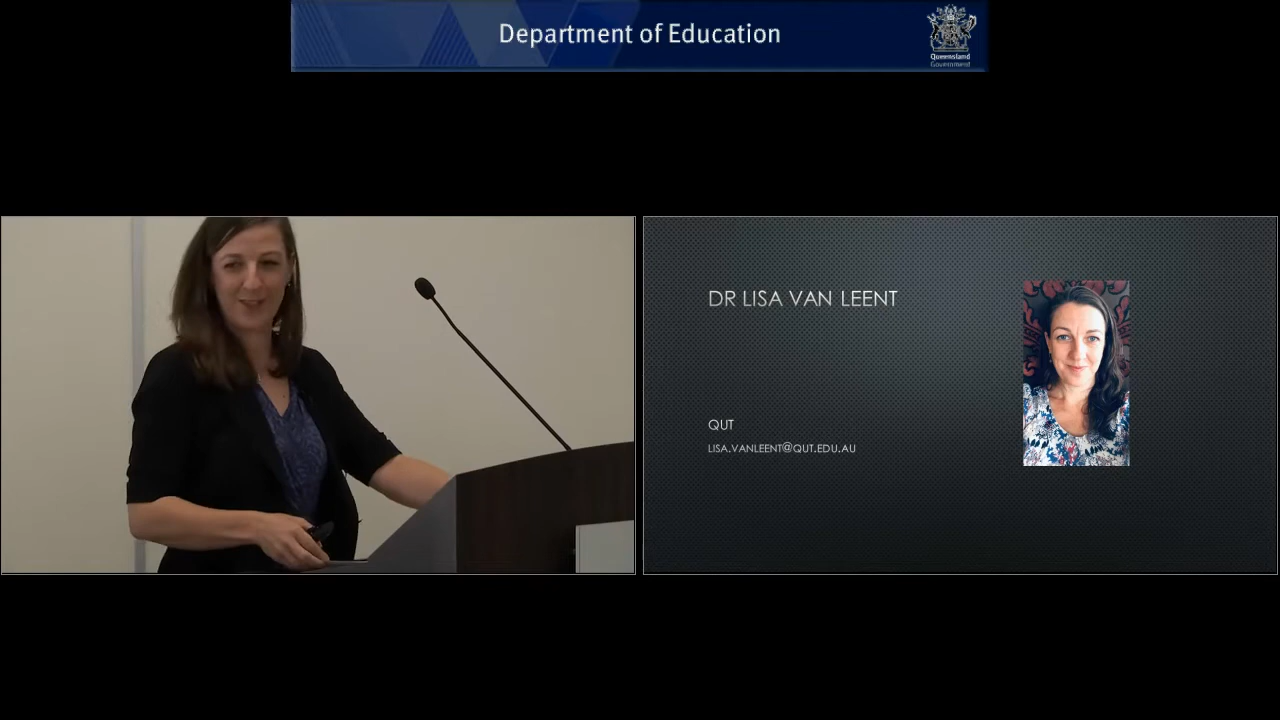 Department of Education
Queensland
Government
DR LISA VAN LEENT
QUT
LISA.VANLEENT@QUT.EDU.AU